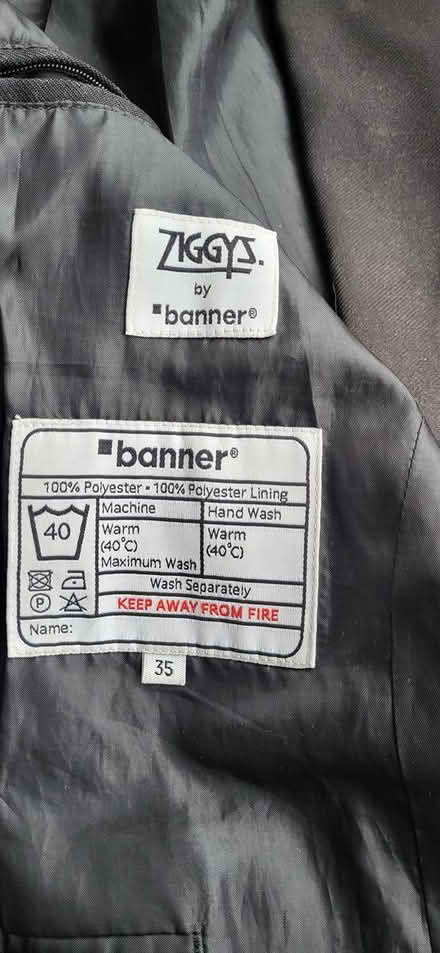 ZIGGYS.
by
banner®
banner®
100% Polyester - 100% Polyester Lining
40
Machine
Hand Wash
Warm
(40°C)
Maximum Wash
Warm
(40°C)
Wash Separately
P
KEEP AWAY FROM FIRE
Name:
35